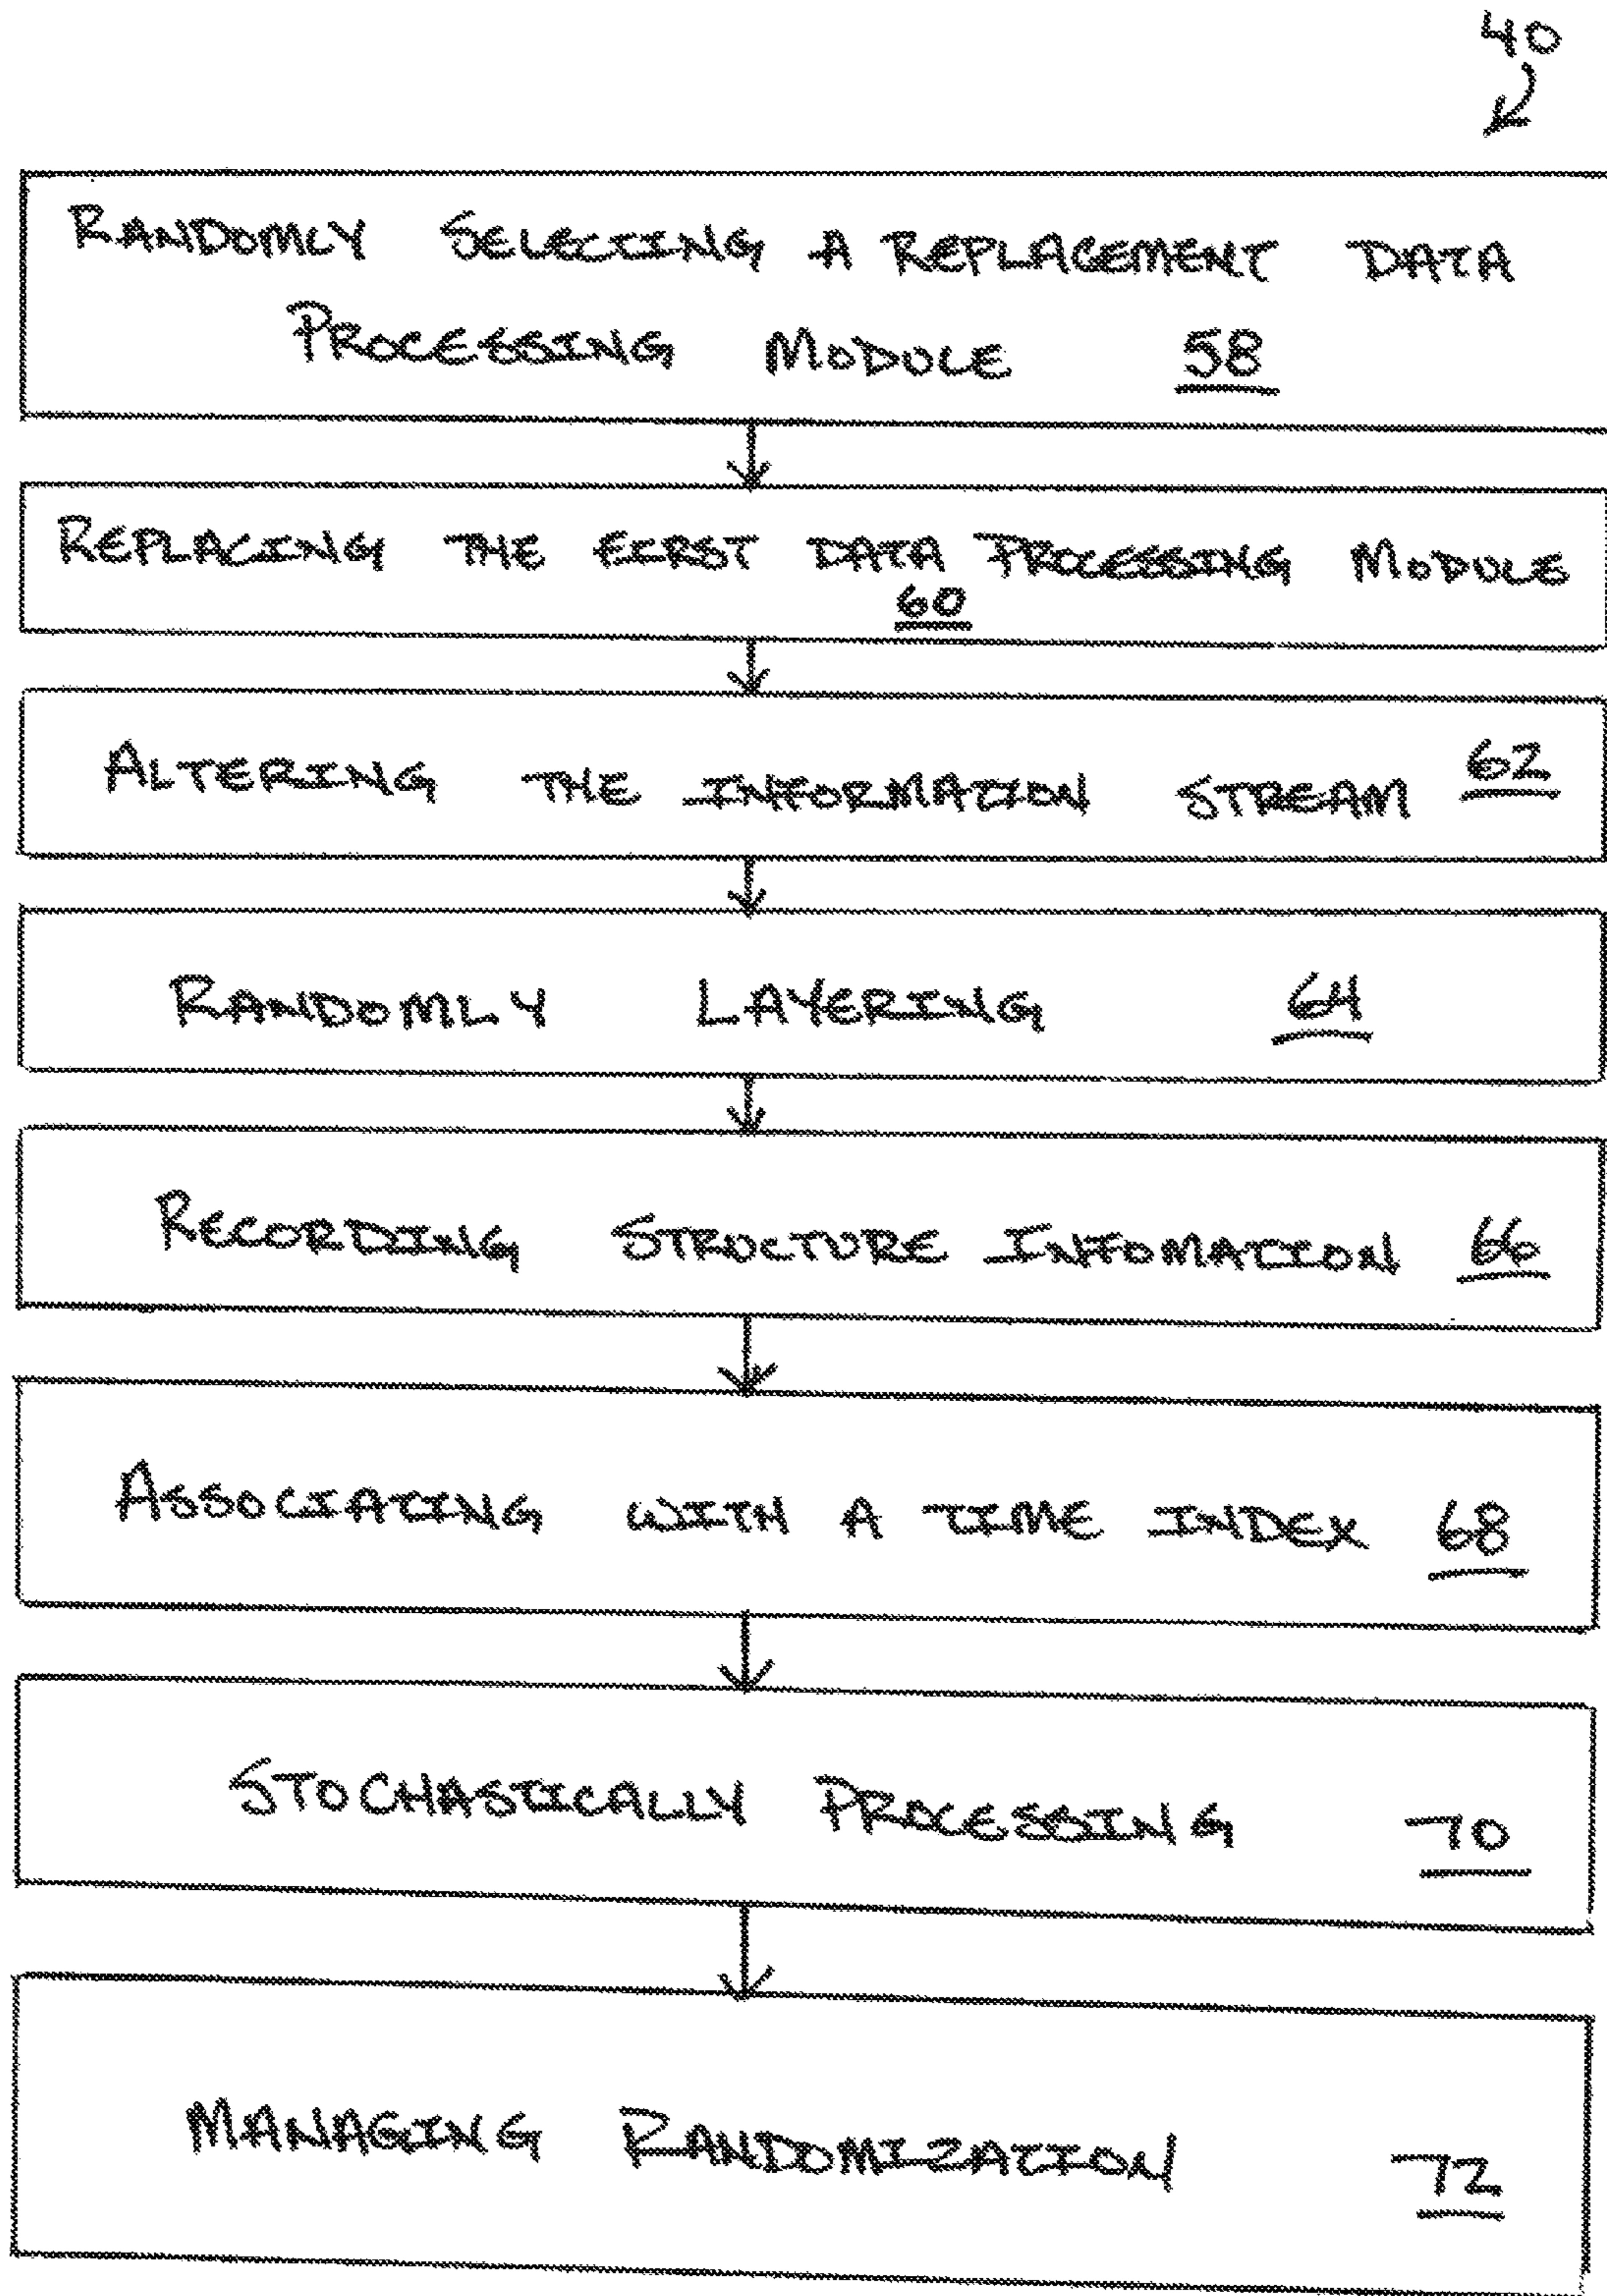 40
RANDOMLY SELECTING A REPLACEMENT DATA
PROCESSING MODULE 58
REPLACING THE FIRST DATA PROCESSING MODULE
60
ALTERING THE INFORMATION STREAM 62
RANDOMLY LAYERING 64
RECORDING STRUCTURE INFOMATION 66
ASSOCIATING WITH A TIME INDEX 68
STOCHASTICALLY PROCESSING 70
MANAGING RANDOMIZATION 72